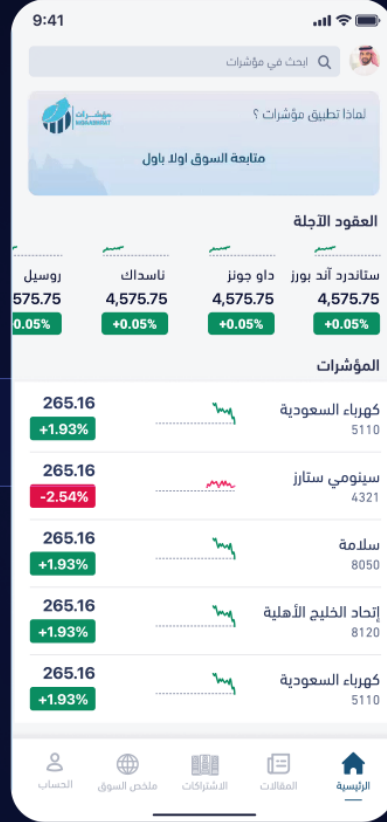 9:41
ابحث في مؤشرات
لماذا تطبيق مؤشرات ؟
مؤشرات
متابعة السوق اولا باول
العقود الآجلة
ستاندرد آند بورز
داو جونز
ناسداك
روسيل
4,575.75
4,575.75
4,575.75
575.75
+0.05%
+0.05%
+0.05%
0.05%
المؤشرات
كهرباء السعودية
265.16
5110
+1.93%
سينومي ستارز
265.16
4321
-2.54%
سلامة
265.16
8050
+1.93%
إتحاد الخليج الأهلية
265.16
8120
+1.93%
كهرباء السعودية
265.16
5110
+1.93%
الرئيسية
المقالات
الاشتراكات
ملخص السوق
الحساب